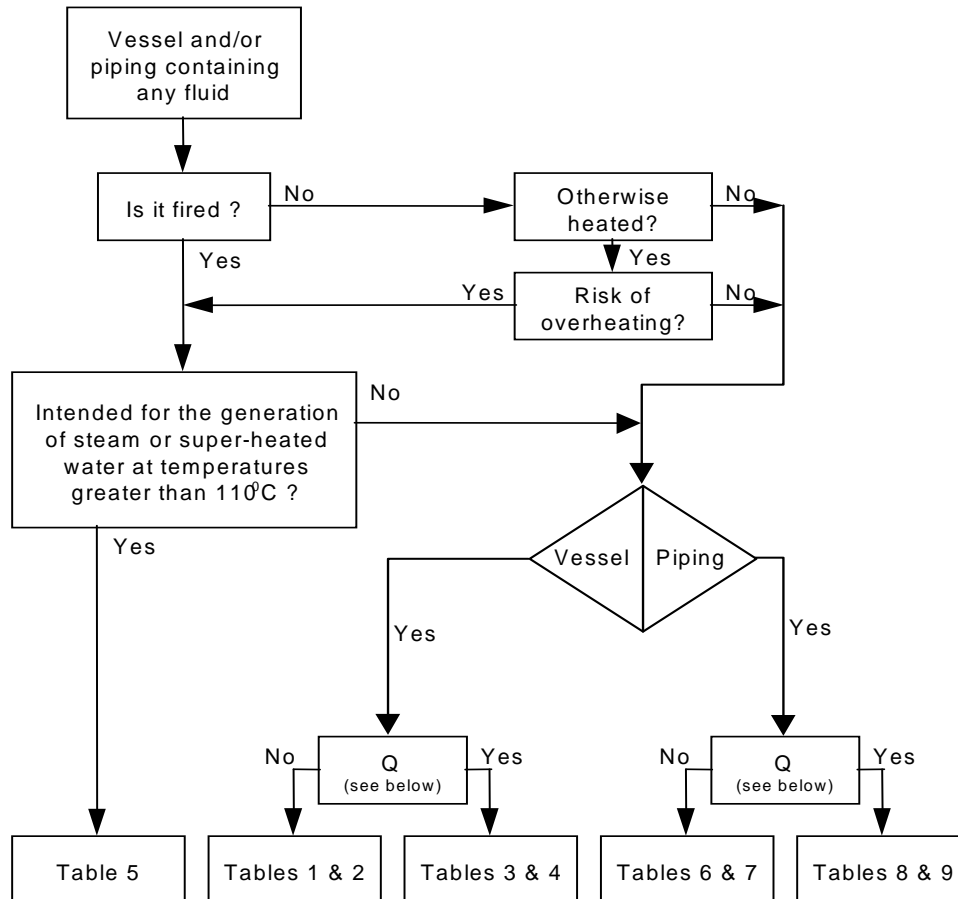 Vessel and/or
piping containing
any fluid
Is it fired ?
No
Otherwise
heated?
No
Yes
Yes
Yes
Risk of
overheating?
No
Intended for the generation
of steam or super-heated
water at temperatures
greater than 110⁰C ?
No
Yes
Vessel
Piping
Yes
Yes
No
Q
(see below)
Yes
No
Q
(see below)
Yes
Table 5
Tables 1 & 2
Tables 3 & 4
Tables 6 & 7
Tables 8 & 9